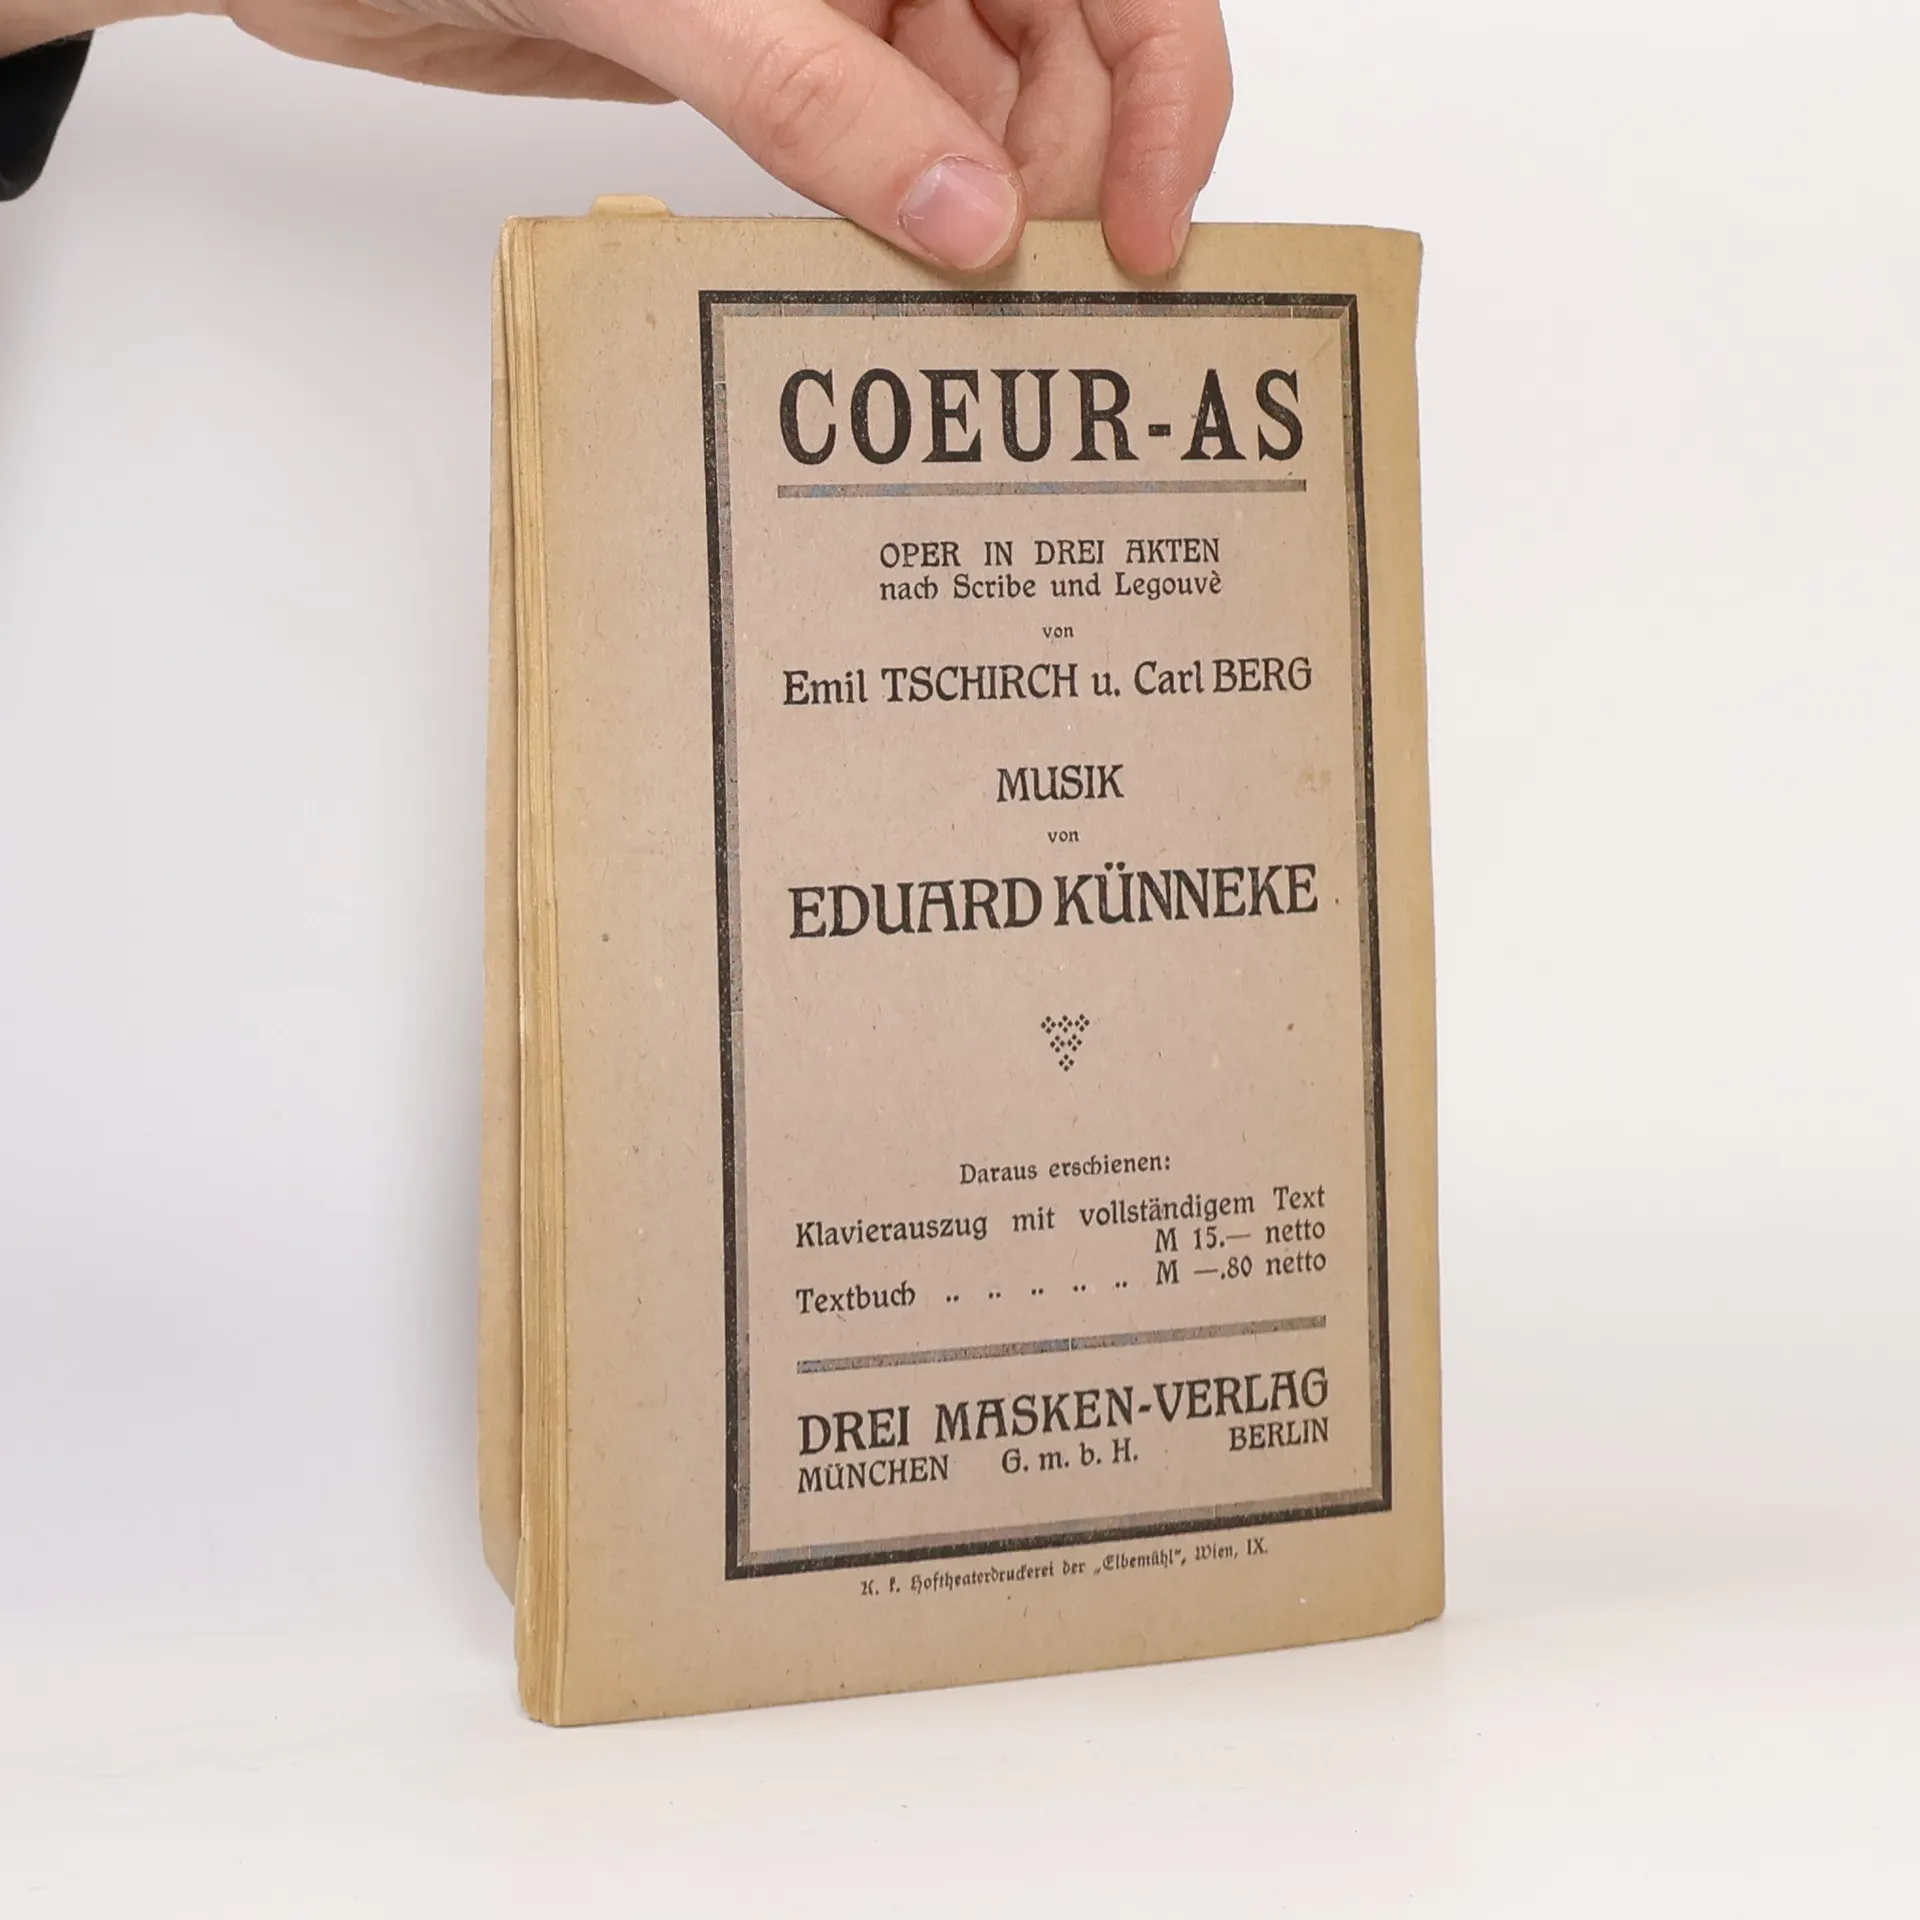 COEUR-AS
OPER IN DREI AKTEN
nach Scribe und Legouvè
von
Emil TSCHIRCH u. Carl BERG
MUSIK
von
EDUARD KÜNNEKE
Daraus erschienen:
Klavierauszug mit vollständigem Text
M 15.— netto
Textbuch .. .. .. .. .. M —.80 netto
DREI MASKEN-VERLAG
MÜNCHEN G. m. b. H. BERLIN
K. k. Hoftheaterdruckerei der „Elbemühl“, Wien, IX.